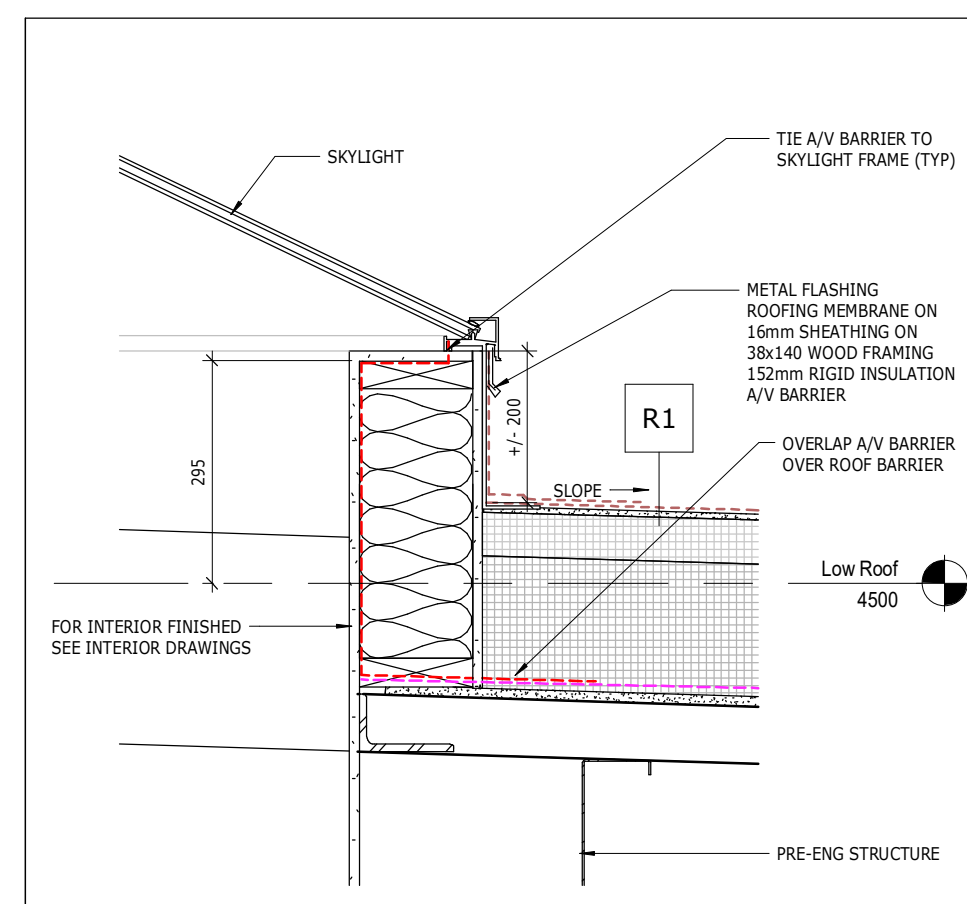 SKYLIGHT
TIE A/V BARRIER TO
SKYLIGHT FRAME (TYP)
METAL FLASHING
ROOFING MEMBRANE ON
16mm SHEATHING ON
38x140 WOOD FRAMING
152mm RIGID INSULATION
A/V BARRIER
+/- 200
R1
295
OVERLAP A/V BARRIER
OVER ROOF BARRIER
SLOPE
Low Roof
4500
FOR INTERIOR FINISHED
SEE INTERIOR DRAWINGS
PRE-ENG STRUCTURE